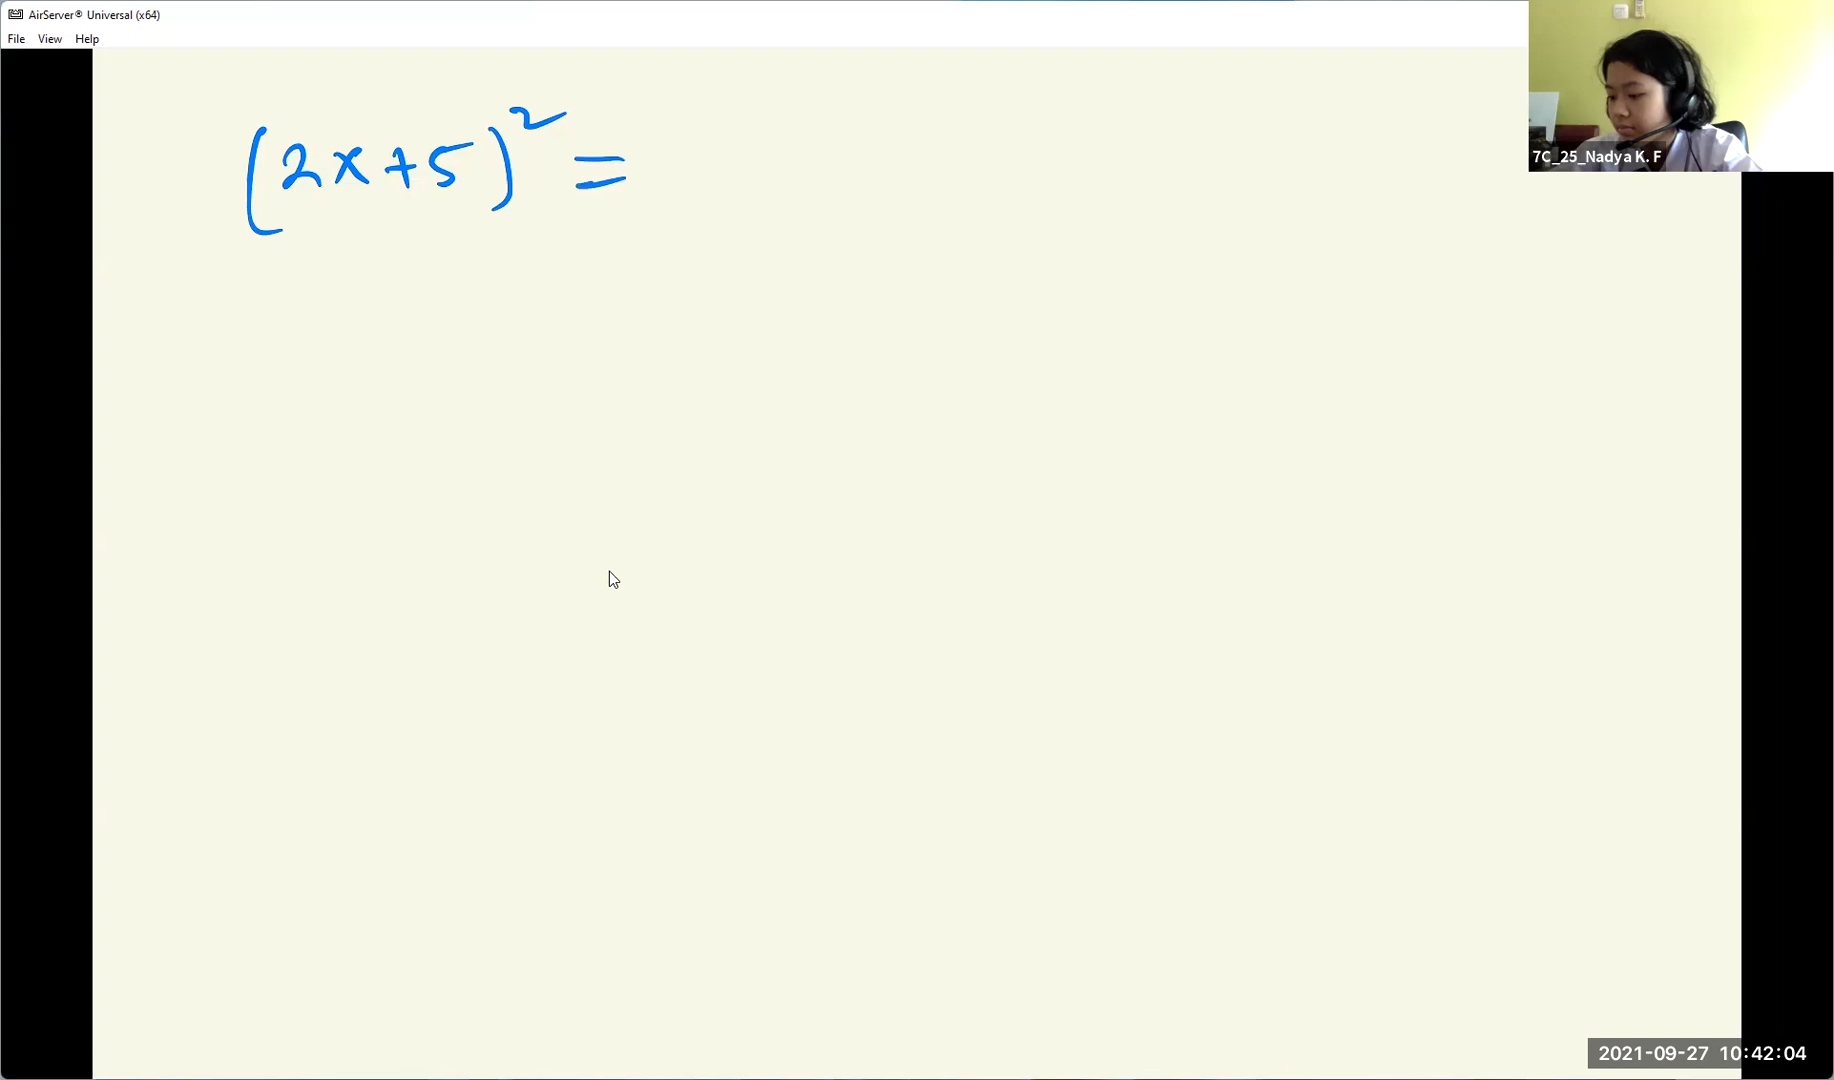 AirServer® Universal (x64)
File View Help
(2x+5)² =
7C_25_Nadya K. F
2021-09-27 10:42:04